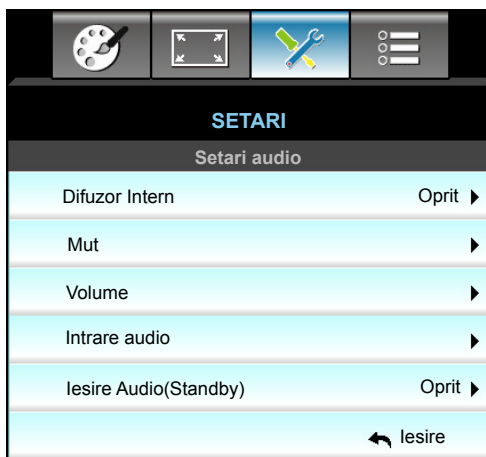 SETARI
Setari audio
Difuzor Intern Oprit
Mut
Volume
Intrare audio
Iesire Audio(Standby) Oprit
Iesire